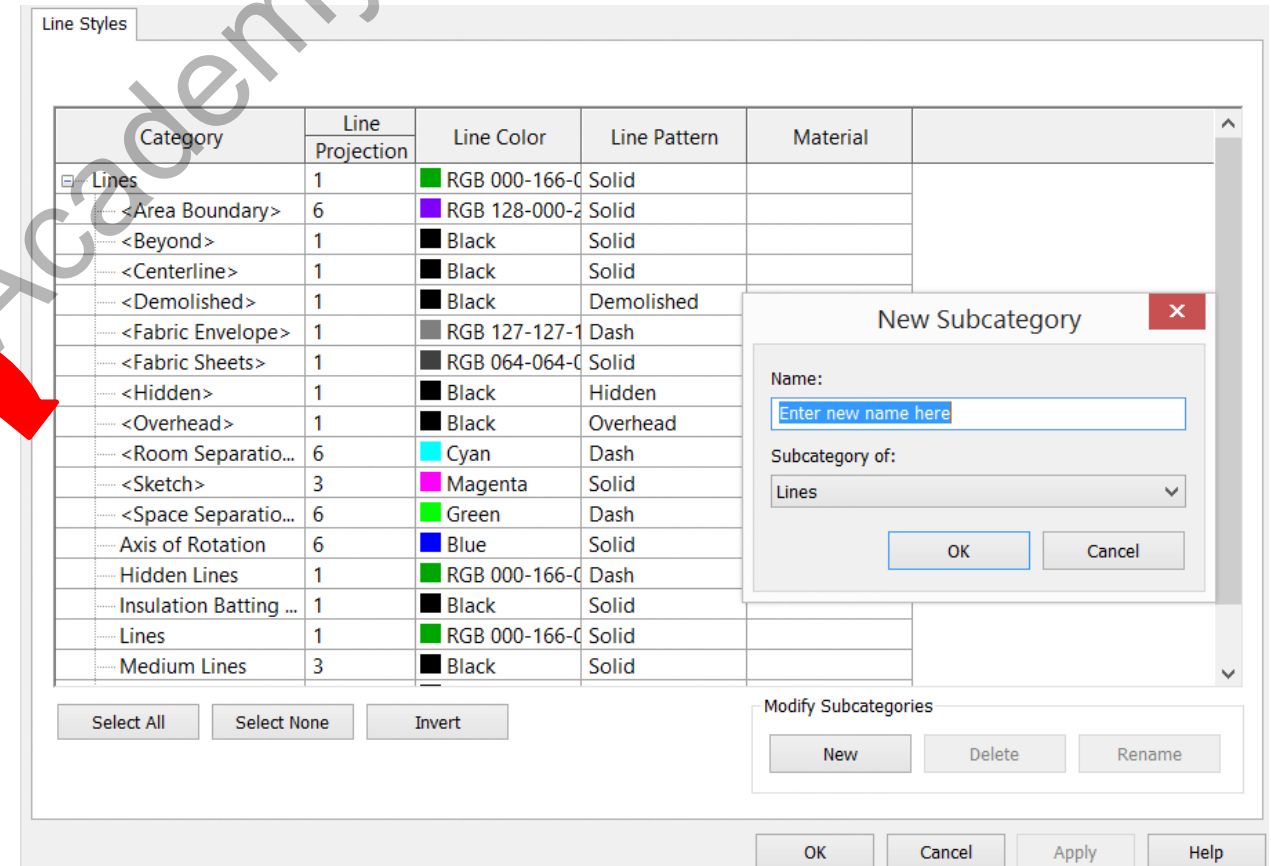 Academy
Line Styles
Category Line Projection Line Color Line Pattern Material
Lines 1 RGB 000-166-0 Solid
<Area Boundary> 6 RGB 128-000-2 Solid
<Beyond> 1 Black Solid
<Centerline> 1 Black Solid
<Demolished> 1 Black Demolished
<Fabric Envelope> 1 RGB 127-127-1 Dash
<Fabric Sheets> 1 RGB 064-064-0 Solid
<Hidden> 1 Black Hidden
<Overhead> 1 Black Overhead
<Room Separatio... 6 Cyan Dash
<Sketch> 3 Magenta Solid
<Space Separatio... 6 Green Dash
Axis of Rotation 6 Blue Solid
Hidden Lines 1 RGB 000-166-0 Dash
Insulation Batting ... 1 Black Solid
Lines 1 RGB 000-166-0 Solid
Medium Lines 3 Black Solid
New Subcategory
Name:
Enter new name here
Subcategory of:
Lines
OK Cancel
Select All Select None Invert
Modify Subcategories
New Delete Rename
OK Cancel Apply Help